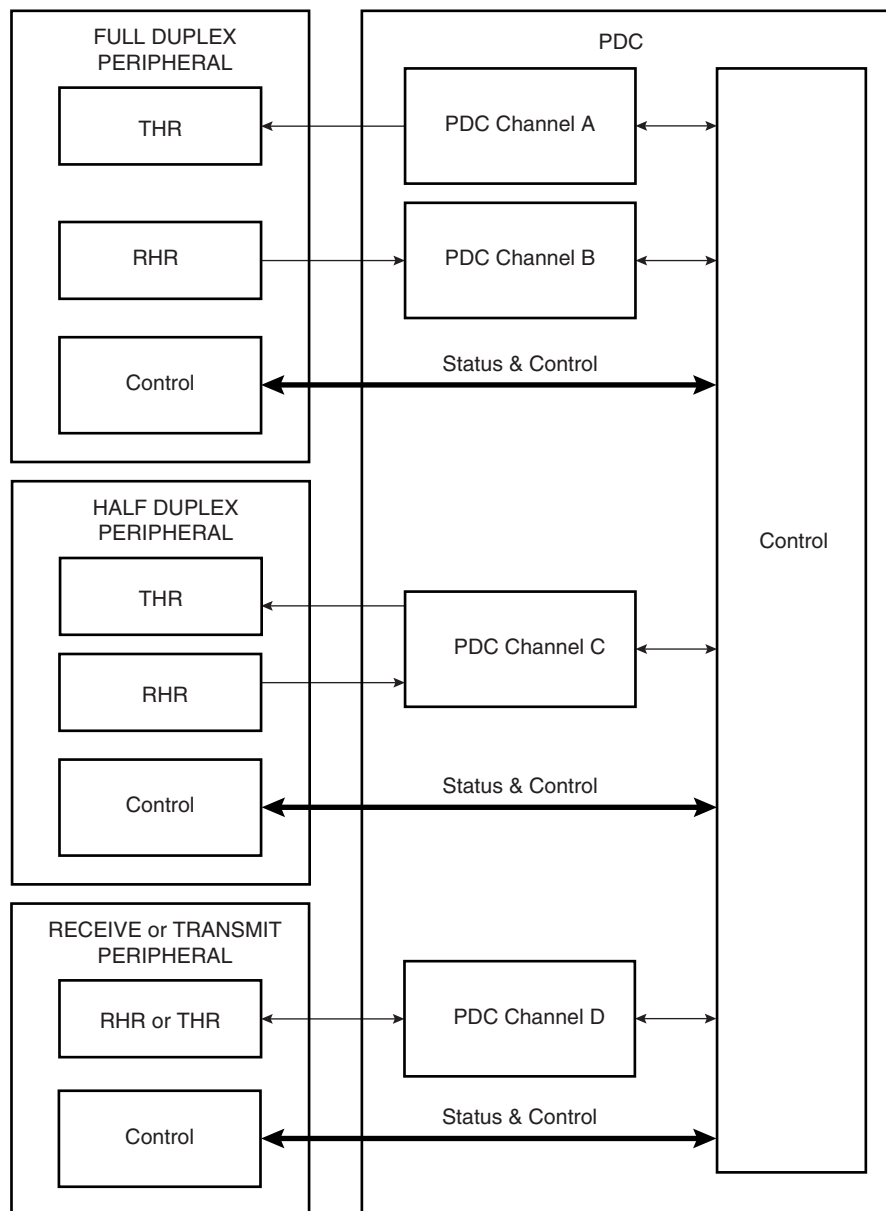 FULL DUPLEX
PERIPHERAL
THR
RHR
Control
PDC
PDC Channel A
PDC Channel B
Status & Control
HALF DUPLEX
PERIPHERAL
THR
RHR
Control
PDC Channel C
Status & Control
Control
RECEIVE or TRANSMIT
PERIPHERAL
RHR or THR
Control
PDC Channel D
Status & Control